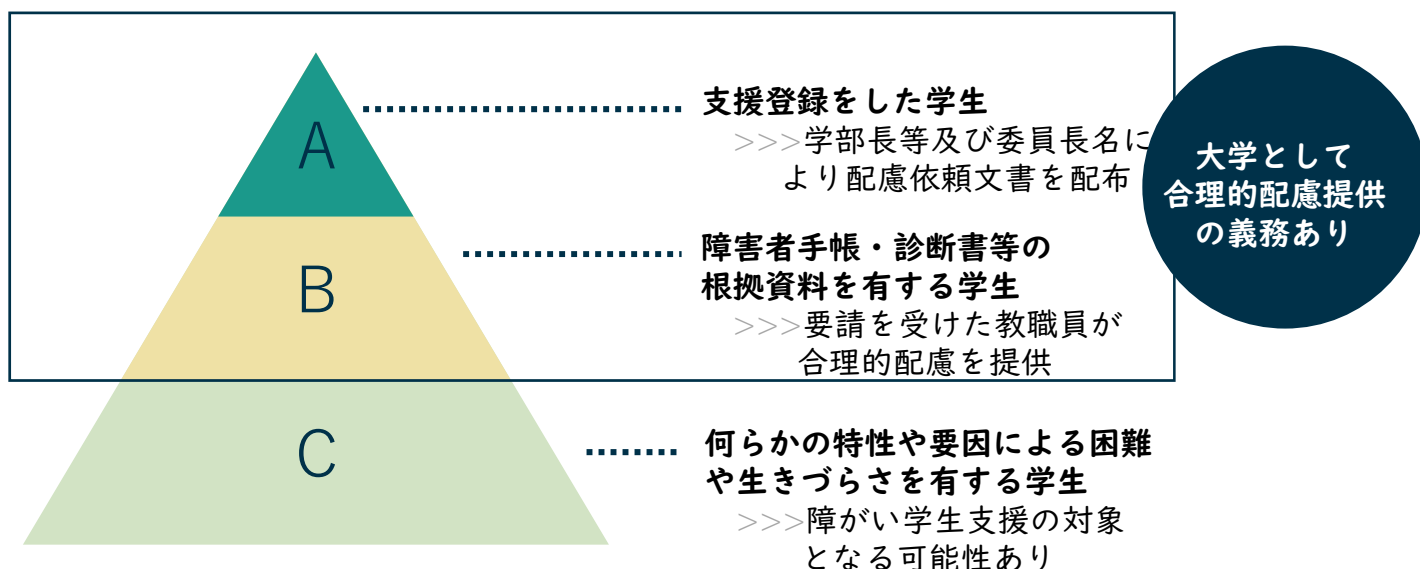 A
支援登録をした学生
>>>学部長等及び委員長名に
より配慮依頼文書を配布
大学として
合理的配慮提供
の義務あり
B
障害者手帳・診断書等の
根拠資料を有する学生
>>>要請を受けた教職員が
合理的配慮を提供
C
何らかの特性や要因による困難
や生きづらさを有する学生
>>>障がい学生支援の対象
となる可能性あり